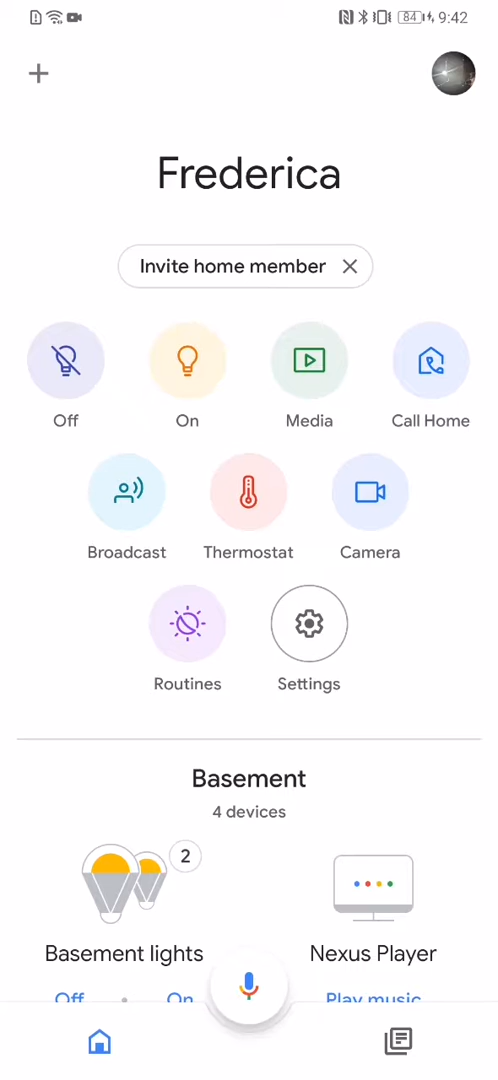 84 9:42
Frederica
Invite home member
Off On Media Call Home
Broadcast Thermostat Camera
Routines Settings
Basement
4 devices
2
Basement lights Nexus Player
Off • On Play music